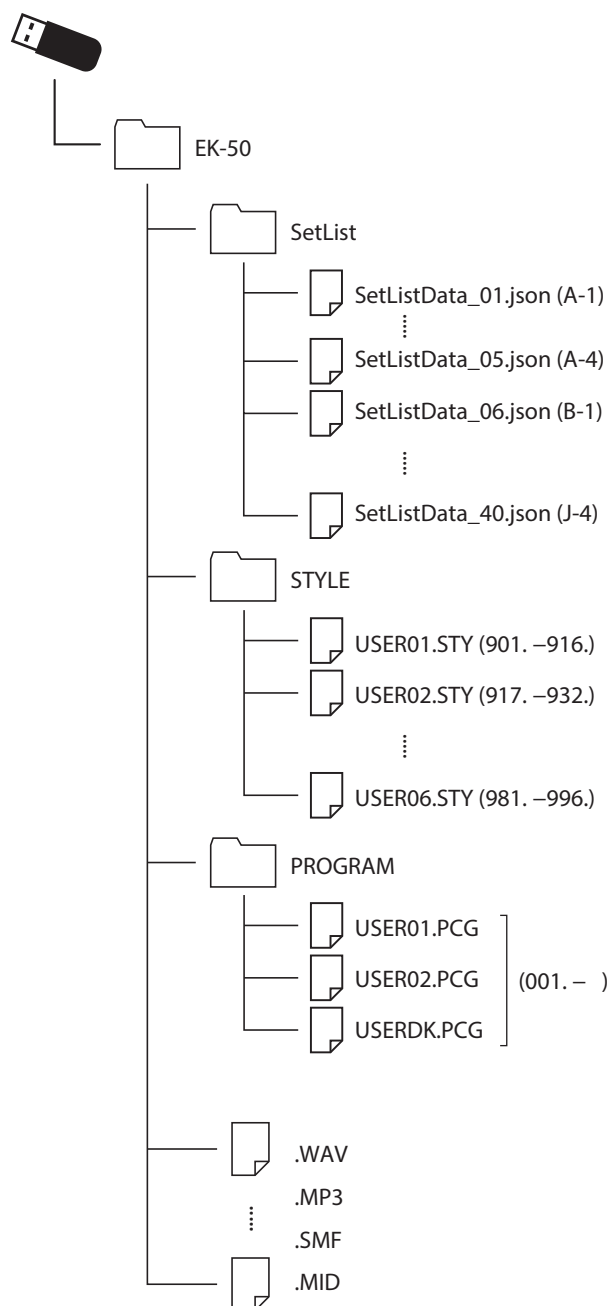 EK-50
SetList
SetListData_01.json (A-1)
SetListData_05.json (A-4)
SetListData_06.json (B-1)
SetListData_40.json (J-4)
STYLE
USER01.STY (901. –916.)
USER02.STY (917. –932.)
USER06.STY (981. –996.)
PROGRAM
USER01.PCG
USER02.PCG
(001. – )
USERDK.PCG
.WAV
.MP3
.SMF
.MID